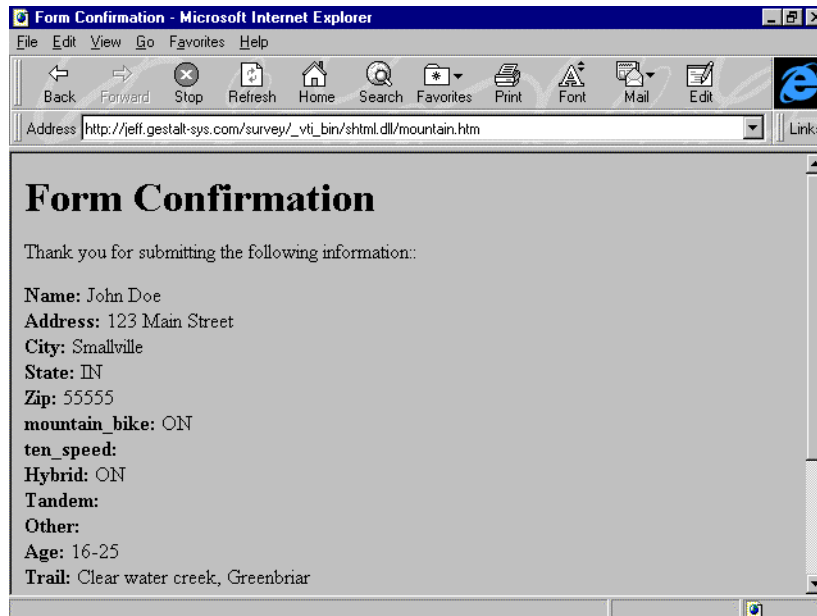 Form Confirmation - Microsoft Internet Explorer
File Edit View Go Favorites Help
Back Forward Stop Refresh Home Search Favorites Print Font Mail Edit
Address http://jeff.gestalt-sys.com/survey/_vti_bin/shtml.dll/mountain.htm Links
Form Confirmation
Thank you for submitting the following information::
Name: John Doe
Address: 123 Main Street
City: Smallville
State: IN
Zip: 55555
mountain_bike: ON
ten_speed:
Hybrid: ON
Tandem:
Other:
Age: 16-25
Trail: Clear water creek, Greenbriar